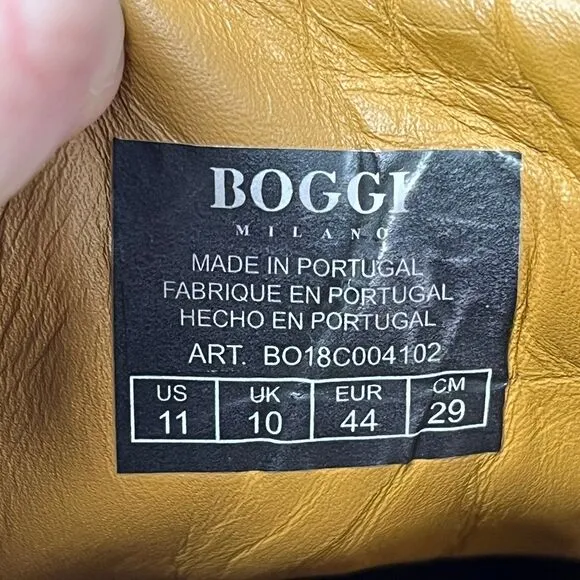 BOGGI
MILANO
MADE IN PORTUGAL
FABRIQUE EN PORTUGAL
HECHO EN PORTUGAL
ART. BO18C004102
US UK EUR CM
11 10 44 29